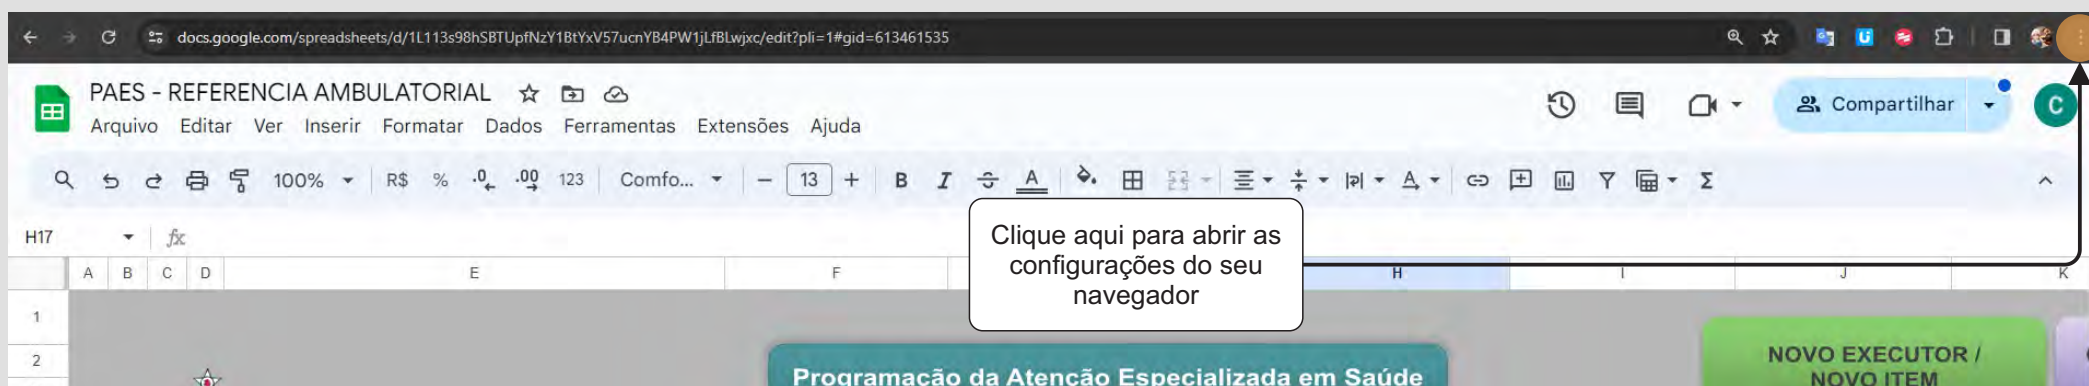 docs.google.com/spreadsheets/d/1L113s98hSBTUpfNzY1BtYxV57ucnYB4PW1jLfBLwjxc/edit?pli=1#gid=613461535
PAES - REFERENCIA AMBULATORIAL
Compartilhar
C
Arquivo Editar Ver Inserir Formatar Dados Ferramentas Extensões Ajuda
100% R$ % .0 .00 123 Comfo... − 13 + B I S A Σ
H17 fx
Clique aqui para abrir as
configurações do seu
navegador
A B C D E F H I J K
1
2
NOVO EXECUTOR /
NOVO ITEM
Programação da Atenção Especializada em Saúde